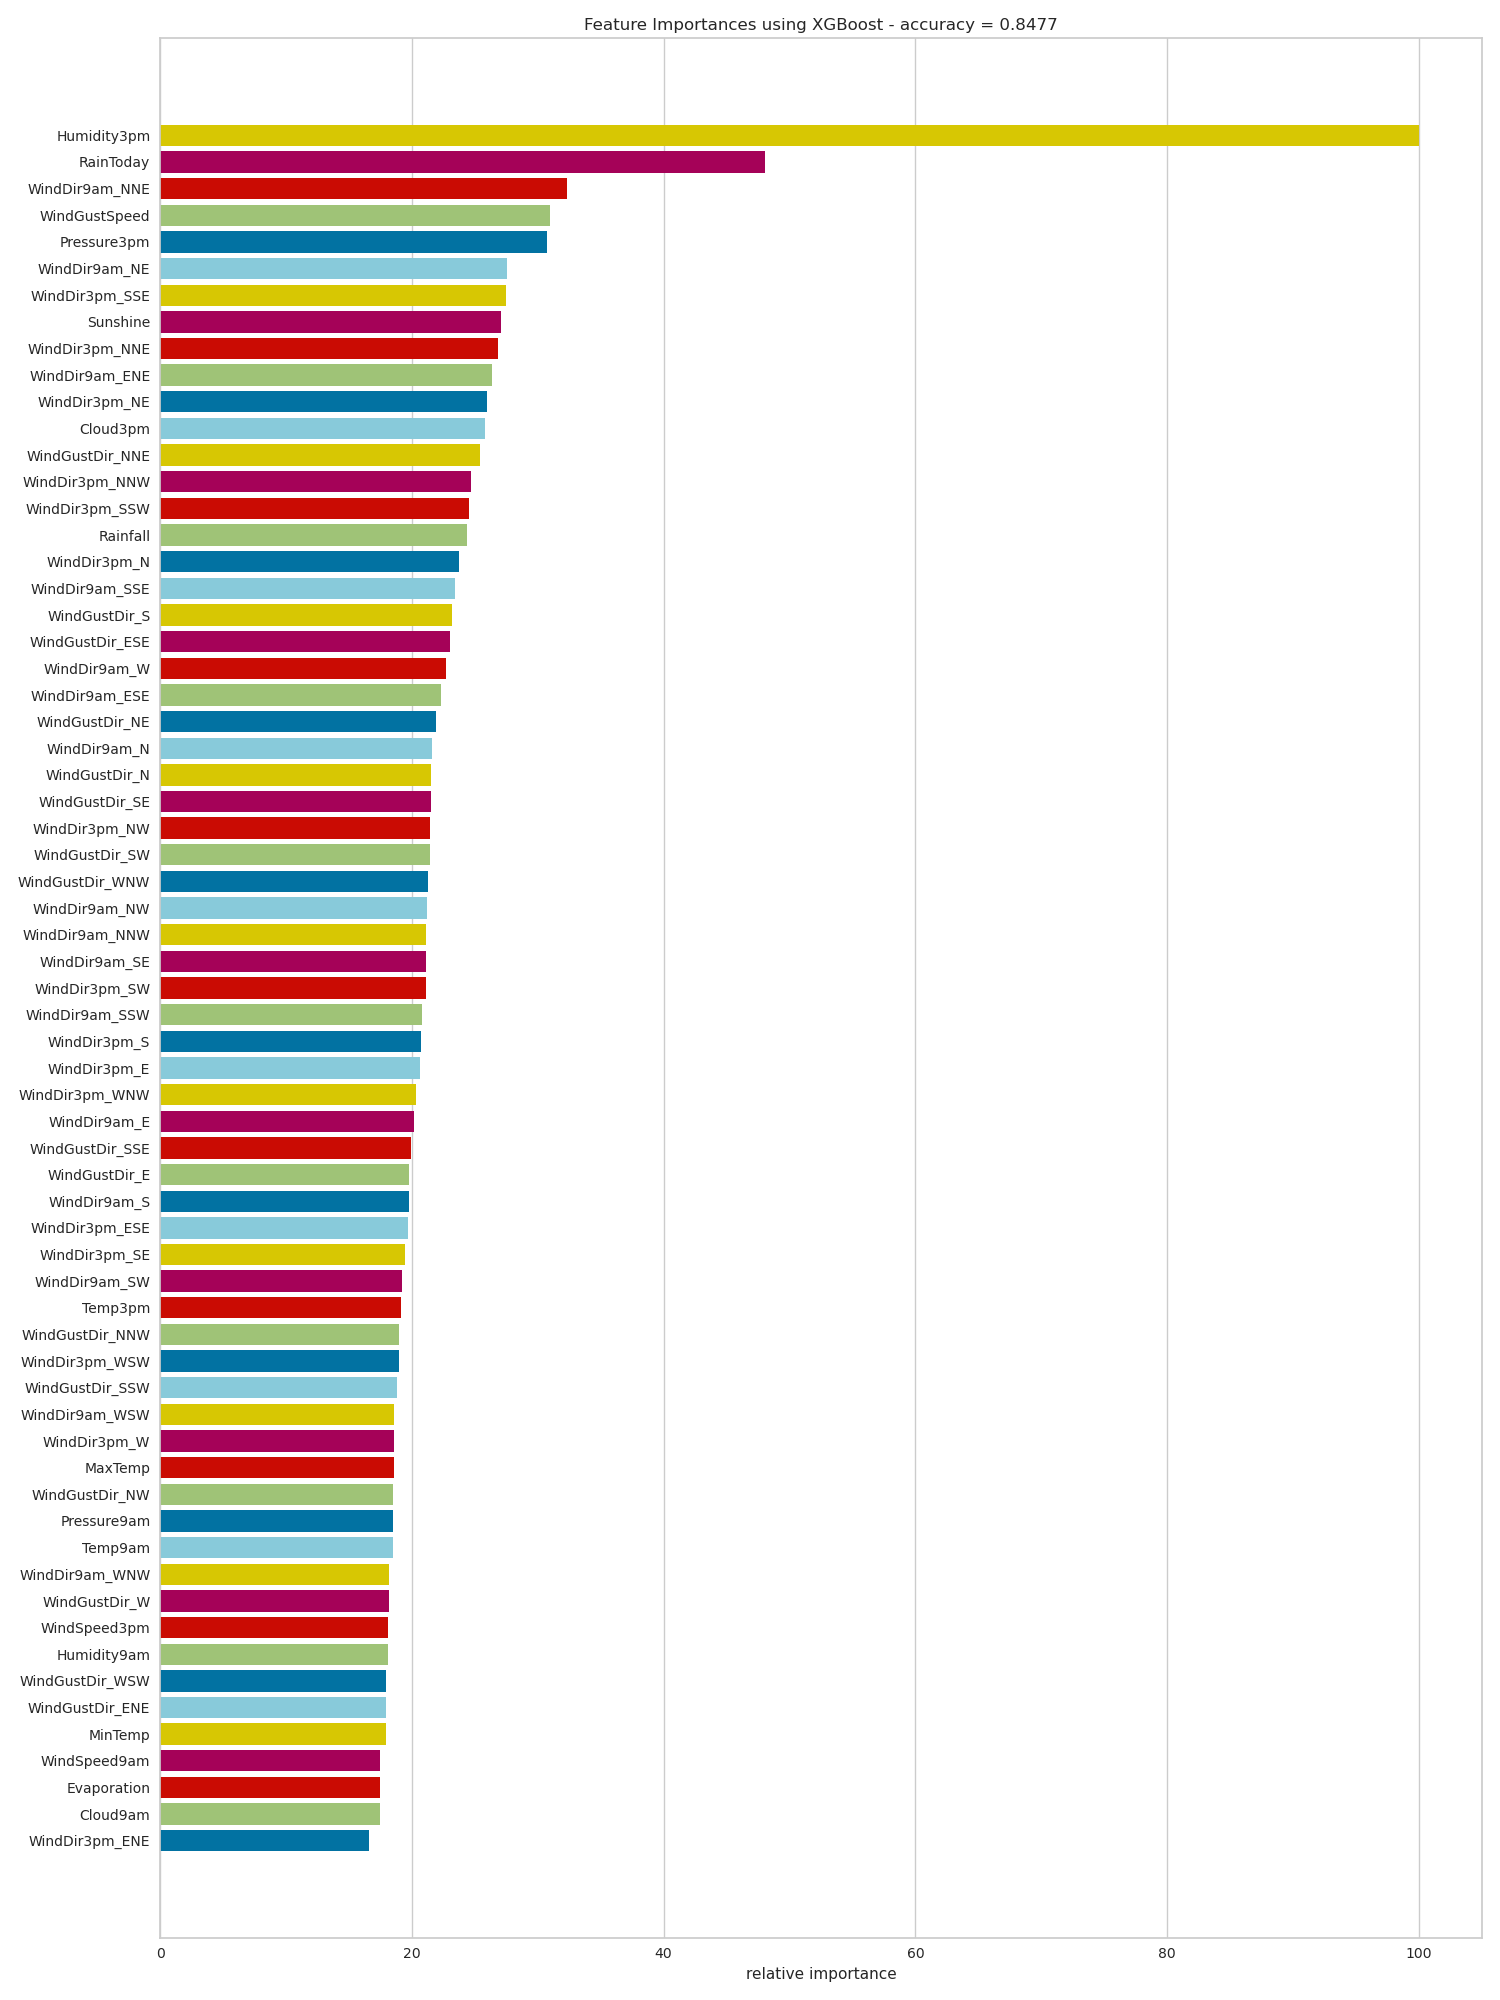 Feature Importances using XGBoost - accuracy = 0.8477
Humidity3pm
RainToday
WindDir9am_NNE
WindGustSpeed
Pressure3pm
WindDir9am_NE
WindDir3pm_SSE
Sunshine
WindDir3pm_NNE
WindDir9am_ENE
WindDir3pm_NE
Cloud3pm
WindGustDir_NNE
WindDir3pm_NNW
WindDir3pm_SSW
Rainfall
WindDir3pm_N
WindDir9am_SSE
WindGustDir_S
WindGustDir_ESE
WindDir9am_W
WindDir9am_ESE
WindGustDir_NE
WindDir9am_N
WindGustDir_N
WindGustDir_SE
WindDir3pm_NW
WindGustDir_SW
WindGustDir_WNW
WindDir9am_NW
WindDir9am_NNW
WindDir9am_SE
WindDir3pm_SW
WindDir9am_SSW
WindDir3pm_S
WindDir3pm_E
WindDir3pm_WNW
WindDir9am_E
WindGustDir_SSE
WindGustDir_E
WindDir9am_S
WindDir3pm_ESE
WindDir3pm_SE
WindDir9am_SW
Temp3pm
WindGustDir_NNW
WindDir3pm_WSW
WindGustDir_SSW
WindDir9am_WSW
WindDir3pm_W
MaxTemp
WindGustDir_NW
Pressure9am
Temp9am
WindDir9am_WNW
WindGustDir_W
WindSpeed3pm
Humidity9am
WindGustDir_WSW
WindGustDir_ENE
MinTemp
WindSpeed9am
Evaporation
Cloud9am
WindDir3pm_ENE
0 20 40 60 80 100
relative importance